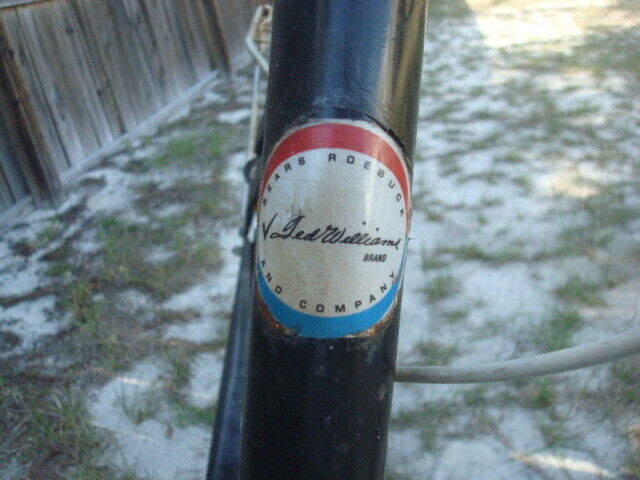 SEARS ROEBUCK
Ted Williams
BRAND
AND COMPANY